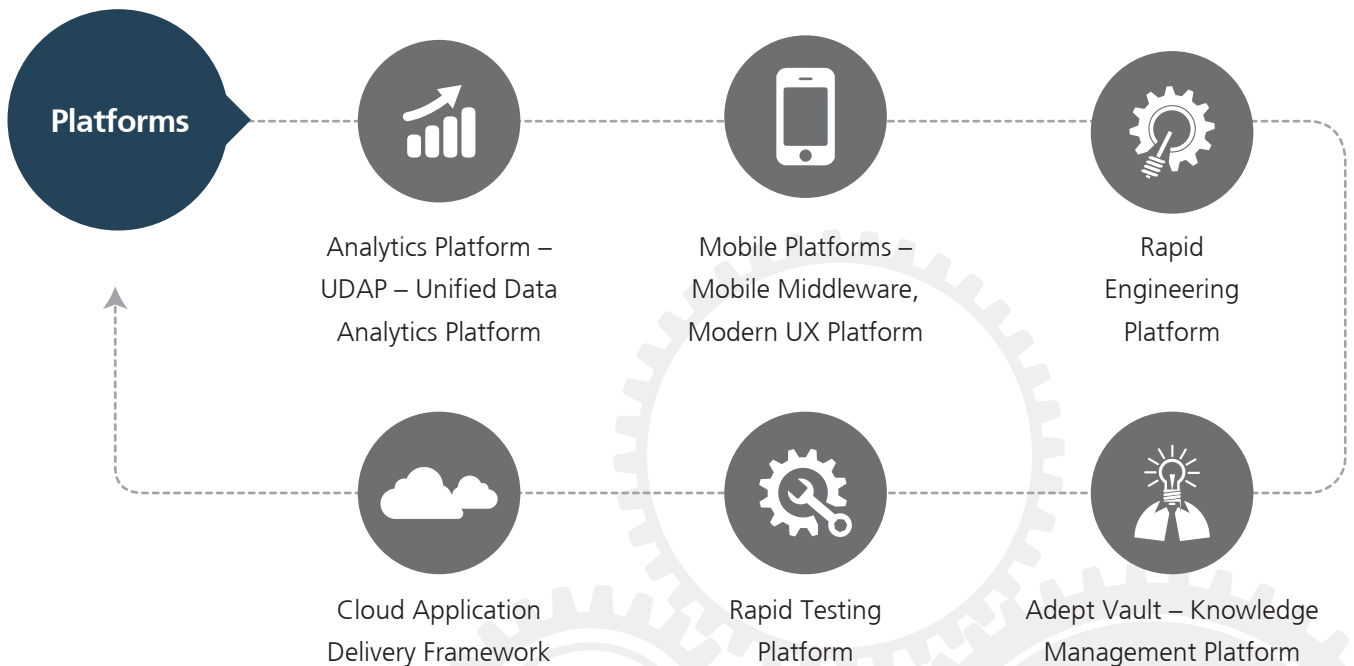 Platforms
Analytics Platform –
UDAP – Unified Data
Analytics Platform
Mobile Platforms –
Mobile Middleware,
Modern UX Platform
Rapid
Engineering
Platform
Cloud Application
Delivery Framework
Rapid Testing
Platform
Adept Vault – Knowledge
Management Platform